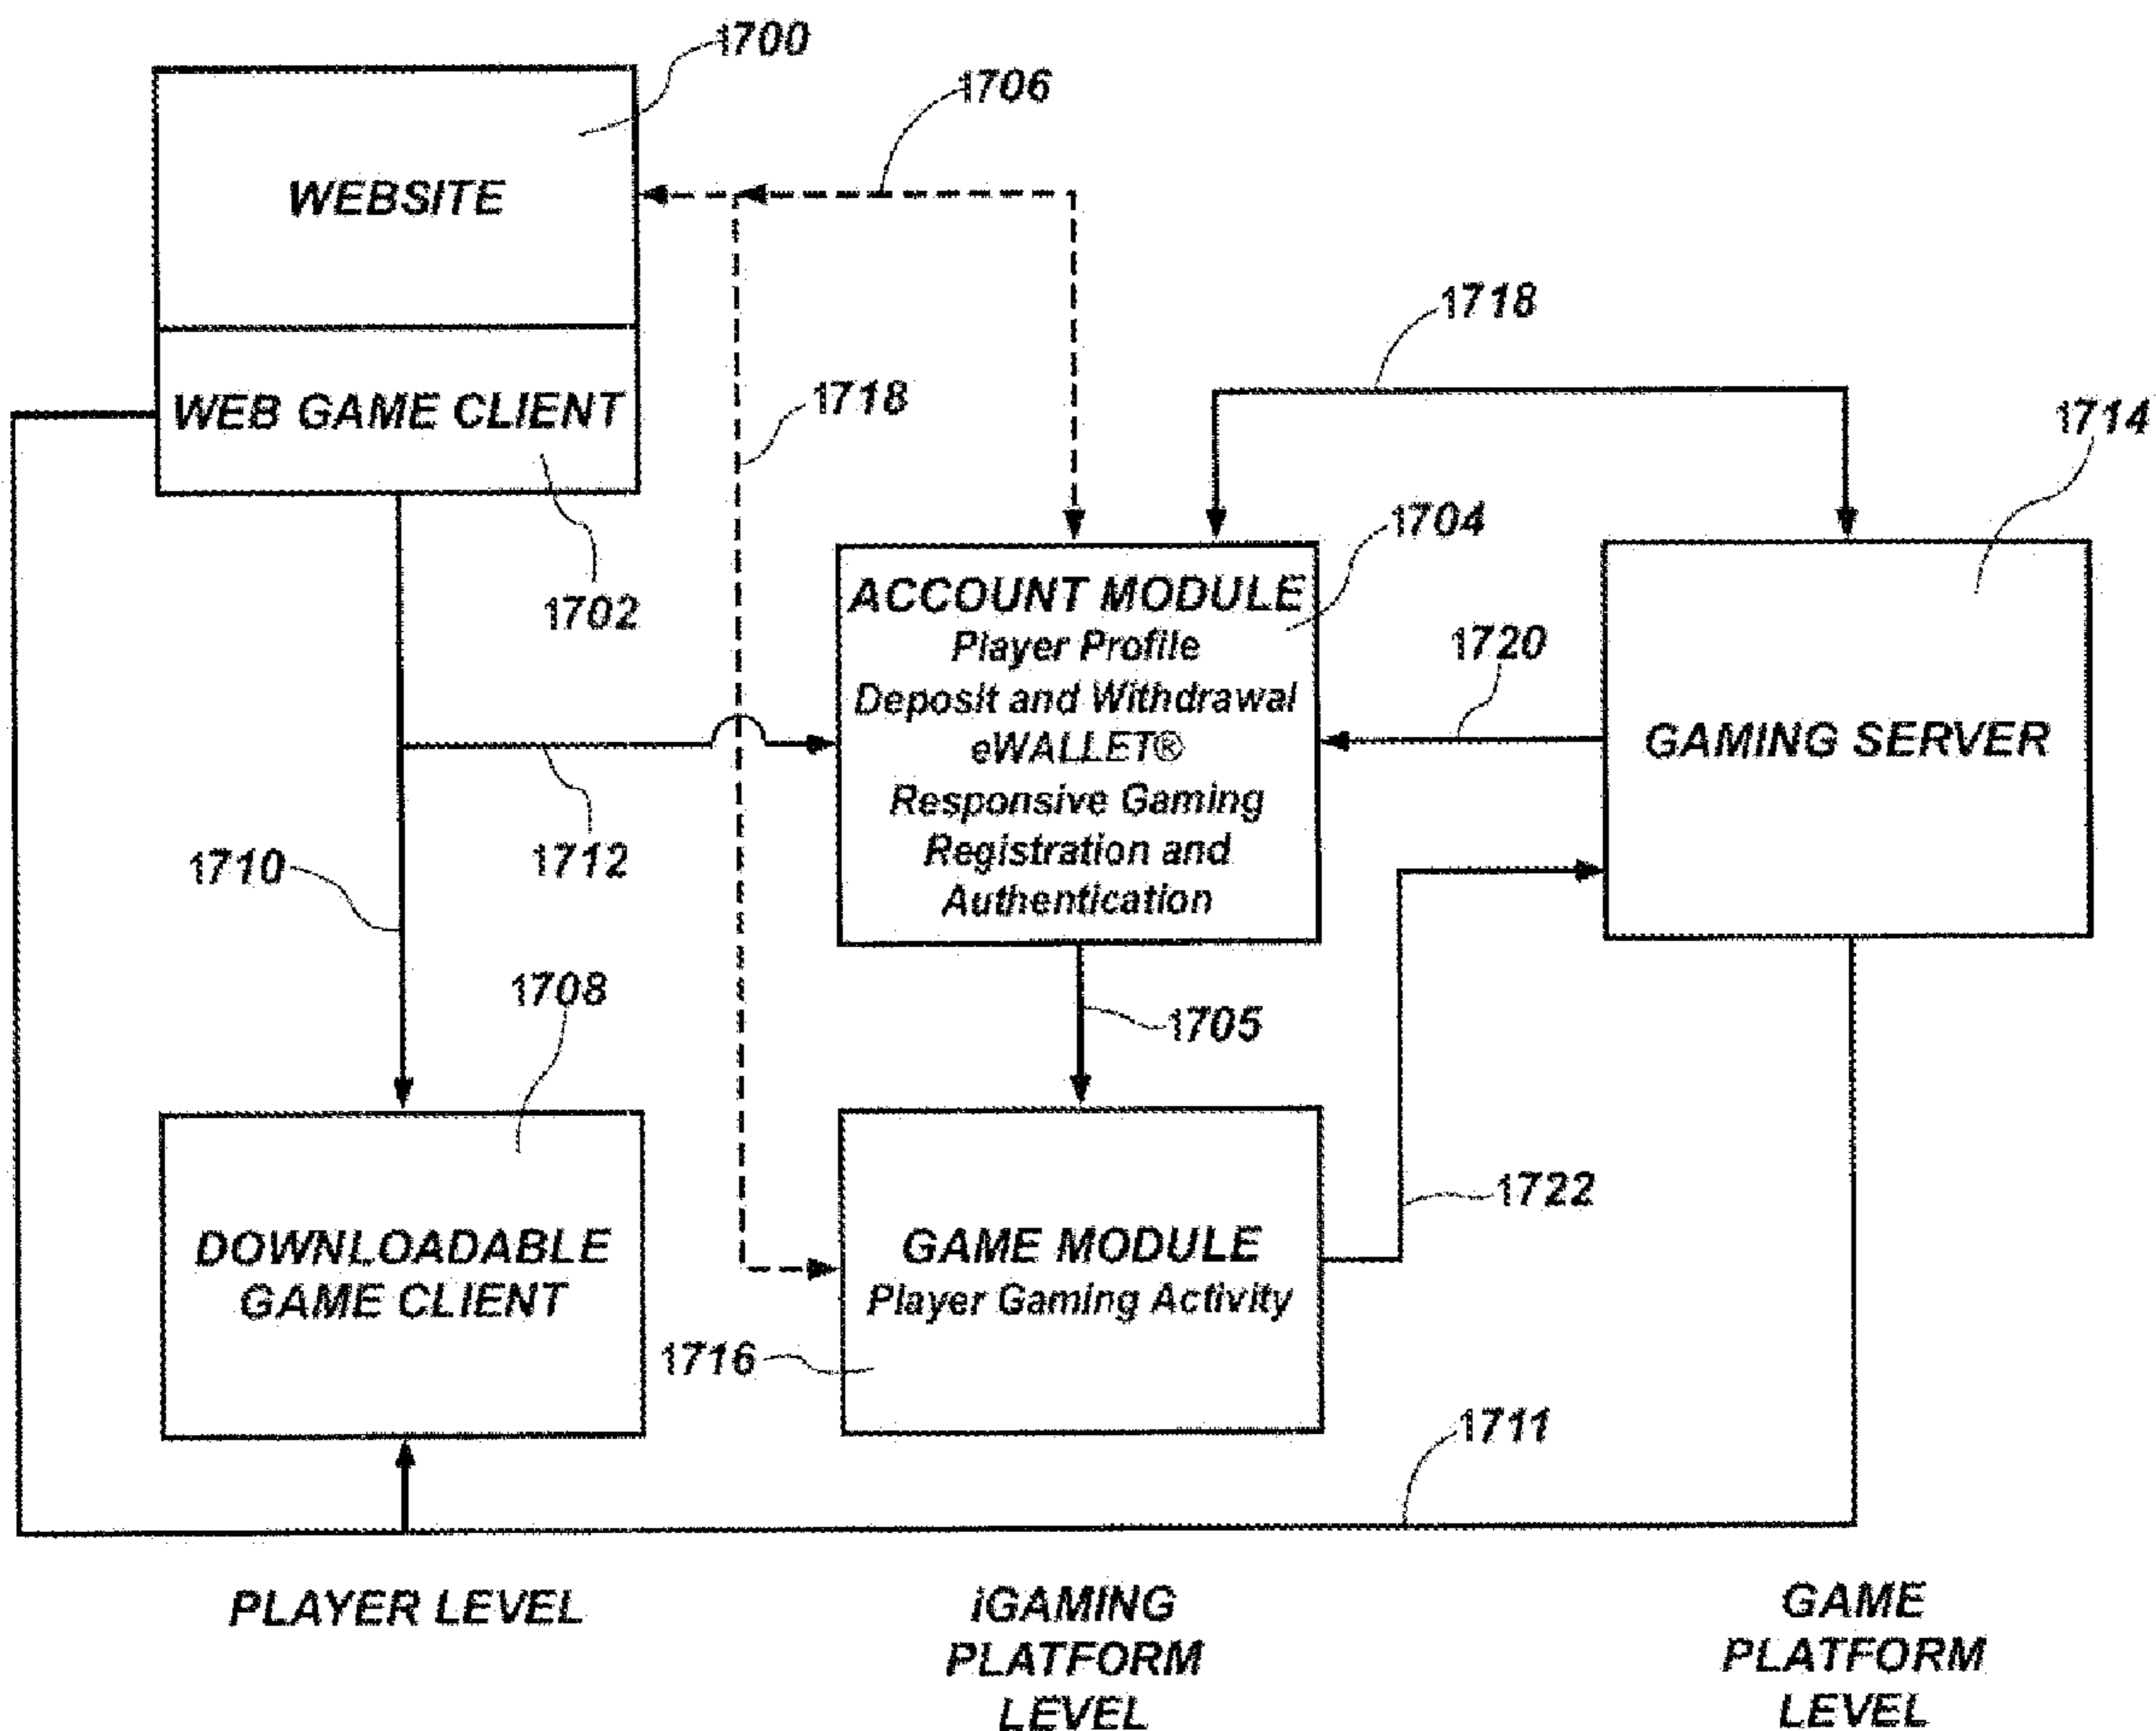 1700
1706
WEBSITE
1718
1718
WEB GAME CLIENT
1714
1704
1702
ACCOUNT MODULE
Player Profile
Deposit and Withdrawal
eWALLET®
Responsive Gaming
Registration and
Authentication
1720
GAMING SERVER
1712
1710
1708
1705
1722
DOWNLOADABLE
GAME CLIENT
GAME MODULE
Player Gaming Activity
1716
1711
PLAYER LEVEL
iGAMING
PLATFORM
LEVEL
GAME
PLATFORM
LEVEL